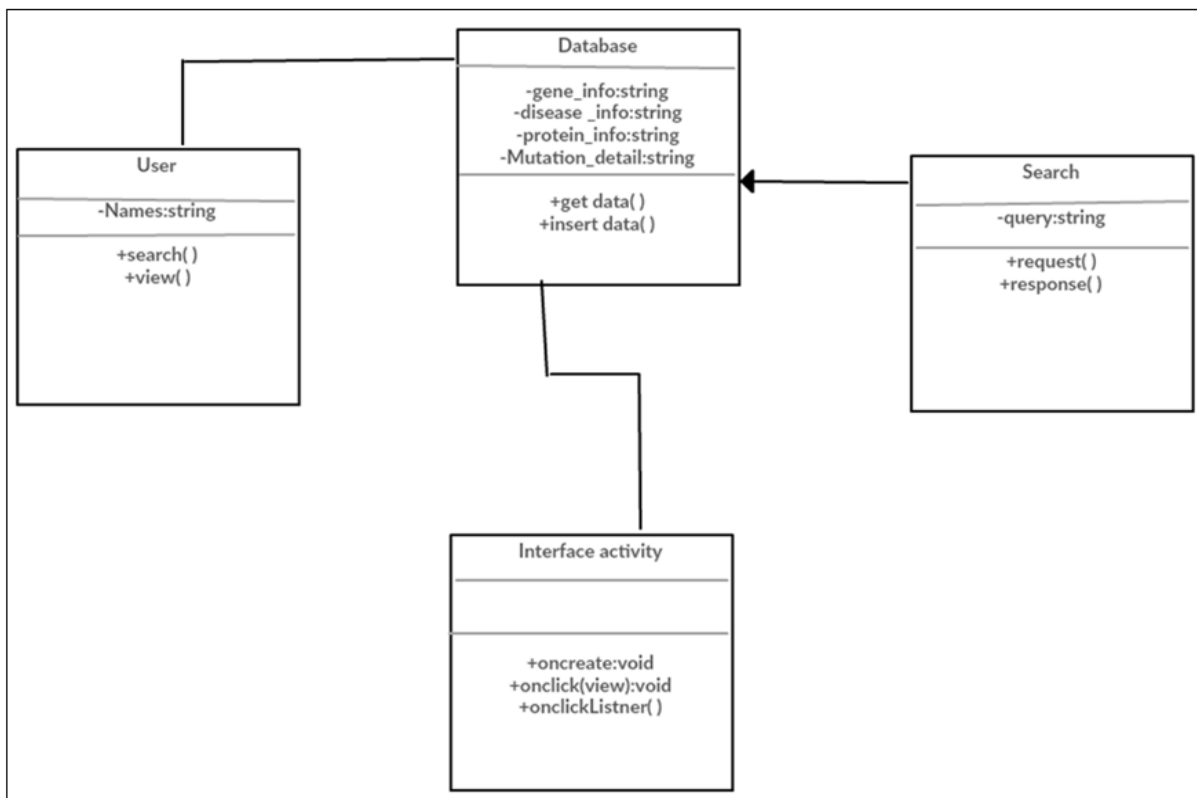 Database
-gene_info:string
-disease _info:string
-protein_info:string
-Mutation_detail:string
+get data( )
+insert data( )
User
-Names:string
+search( )
+view( )
Search
-query:string
+request( )
+response( )
Interface activity
+oncreate:void
+onclick(view):void
+onclickListner( )